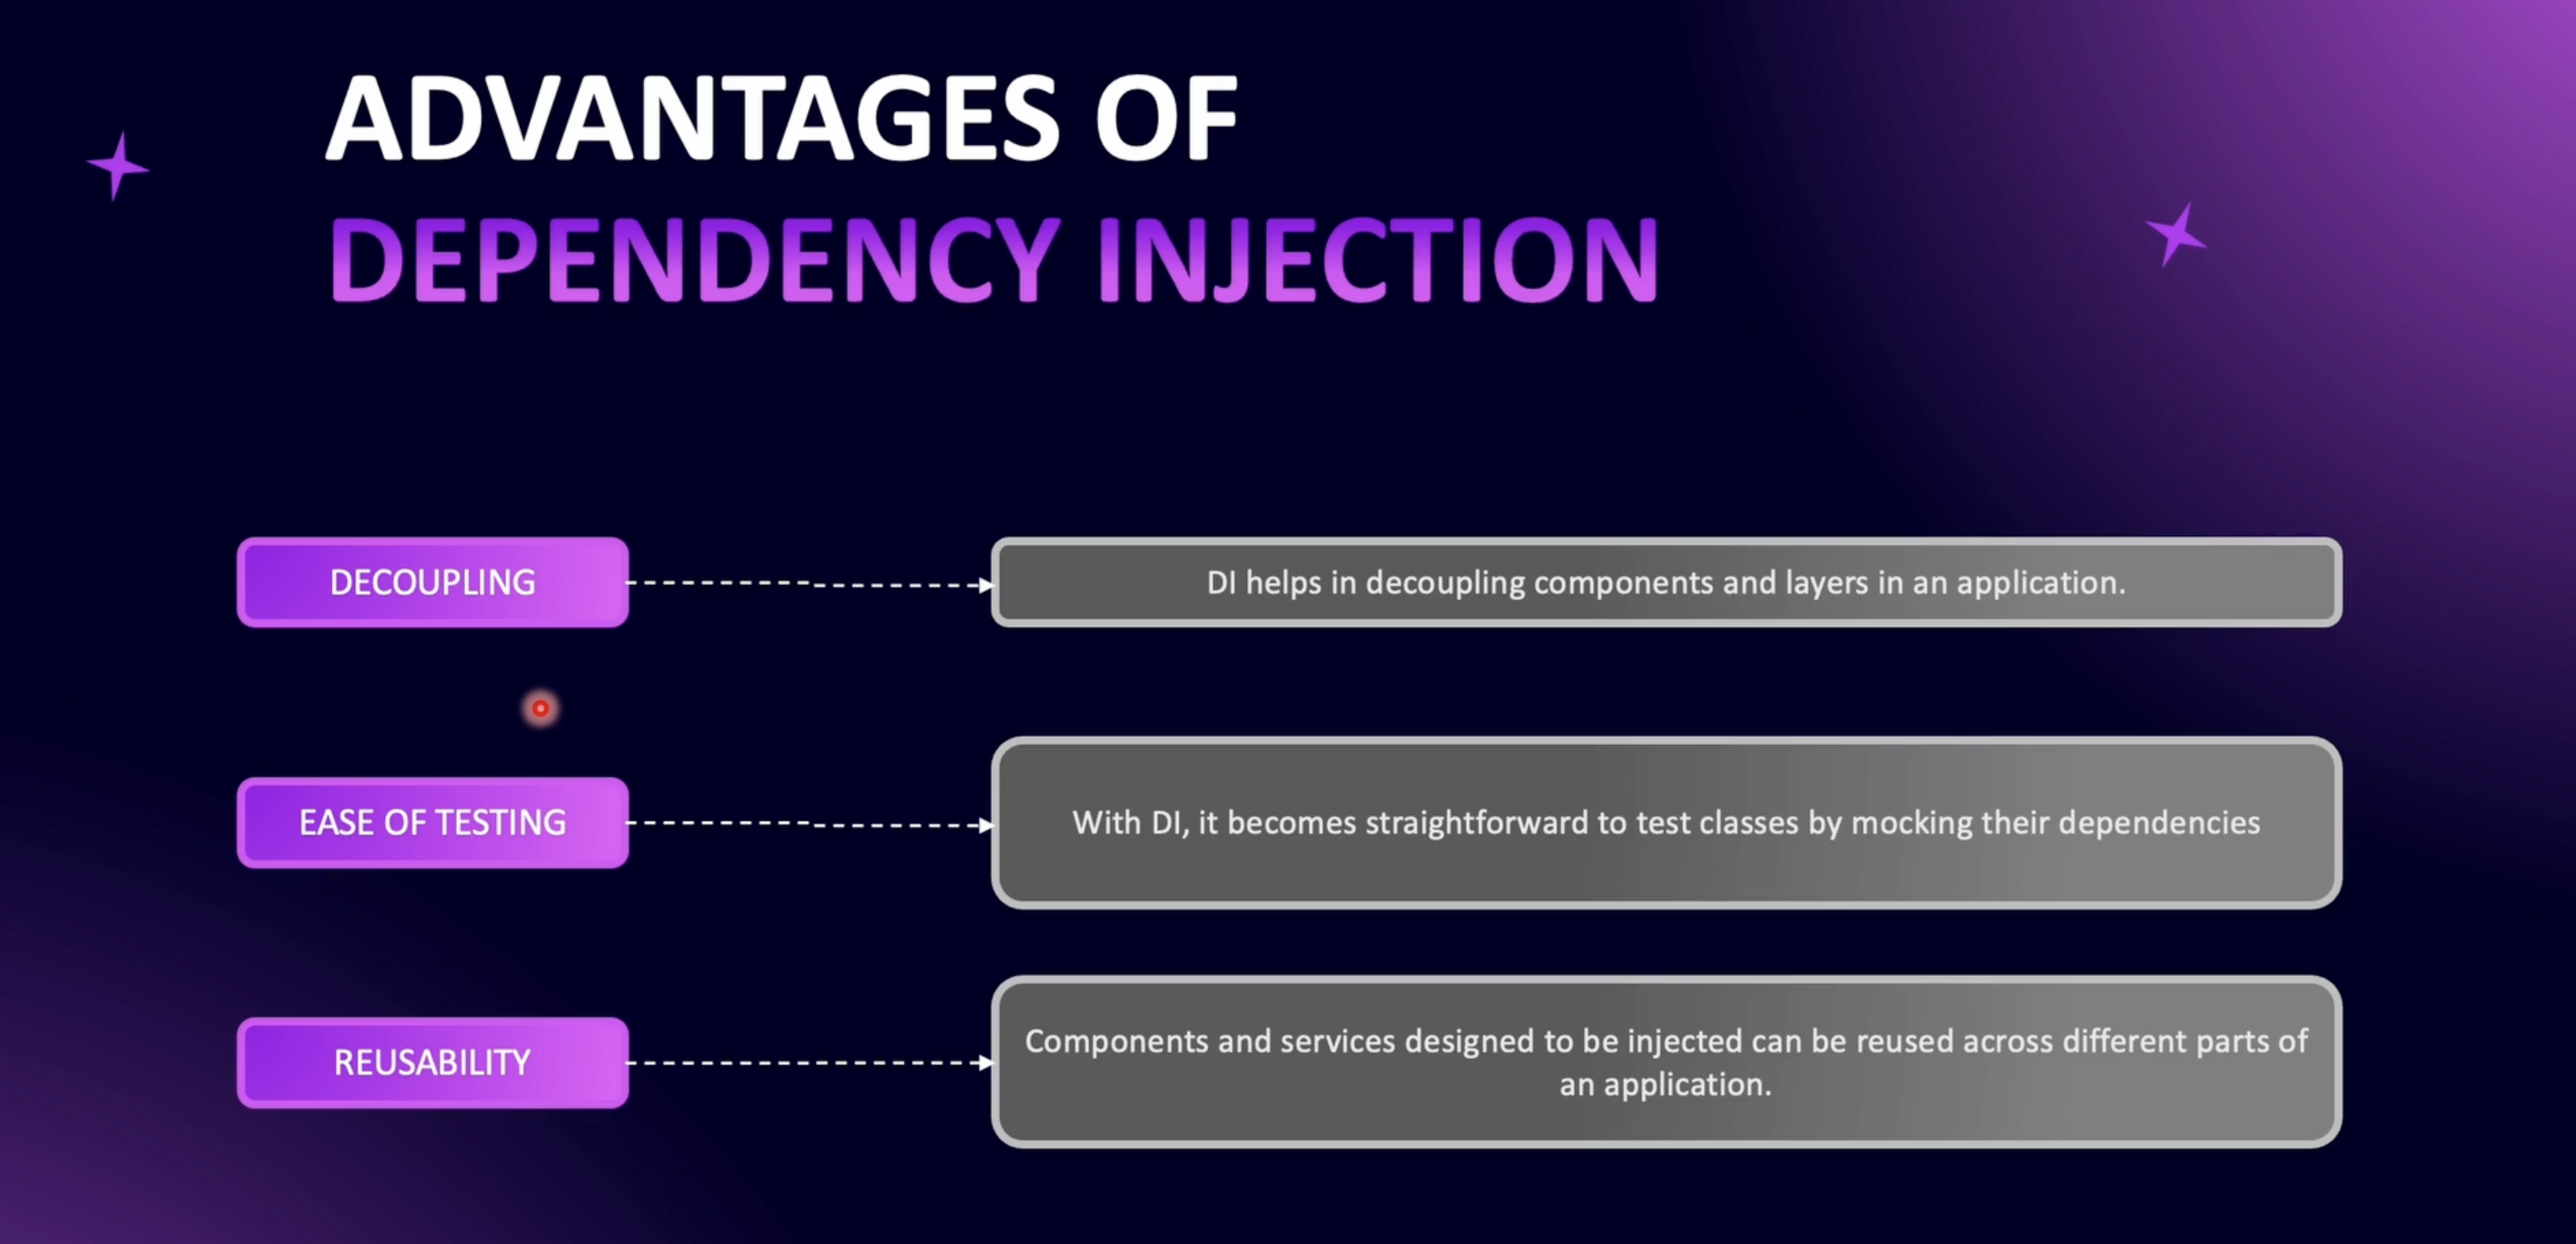 ADVANTAGES OF
DEPENDENCY INJECTION
DECOUPLING
DI helps in decoupling components and layers in an application.
EASE OF TESTING
With DI, it becomes straightforward to test classes by mocking their dependencies
REUSABILITY
Components and services designed to be injected can be reused across different parts of
an application.